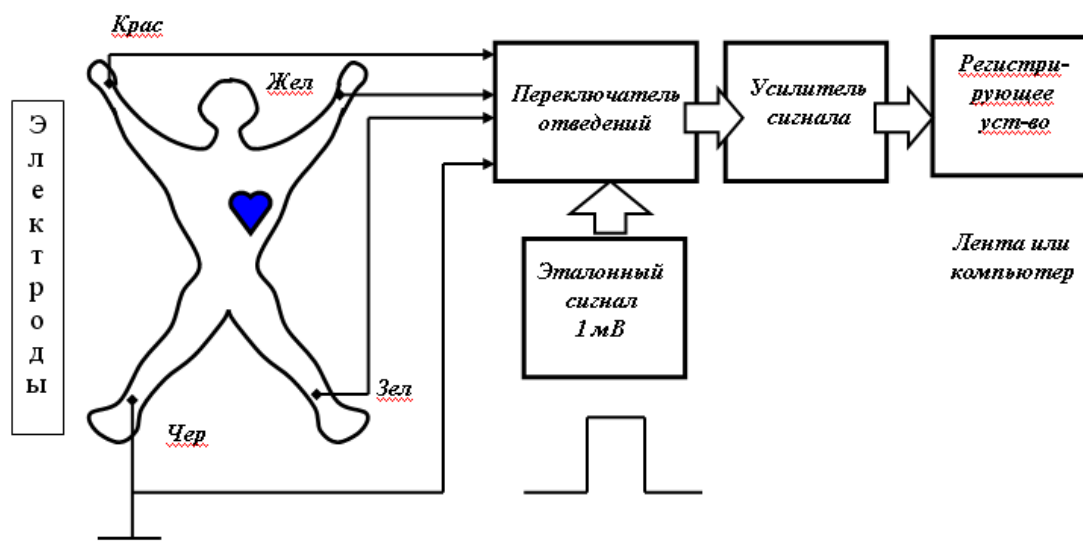 Крас
Жел
Электроды
Зел
Чер
Переключатель
отведений
Усилитель
сигнала
Регистри-
рующее
уст-во
Эталонный
сигнал
1 мВ
Лента или
компьютер